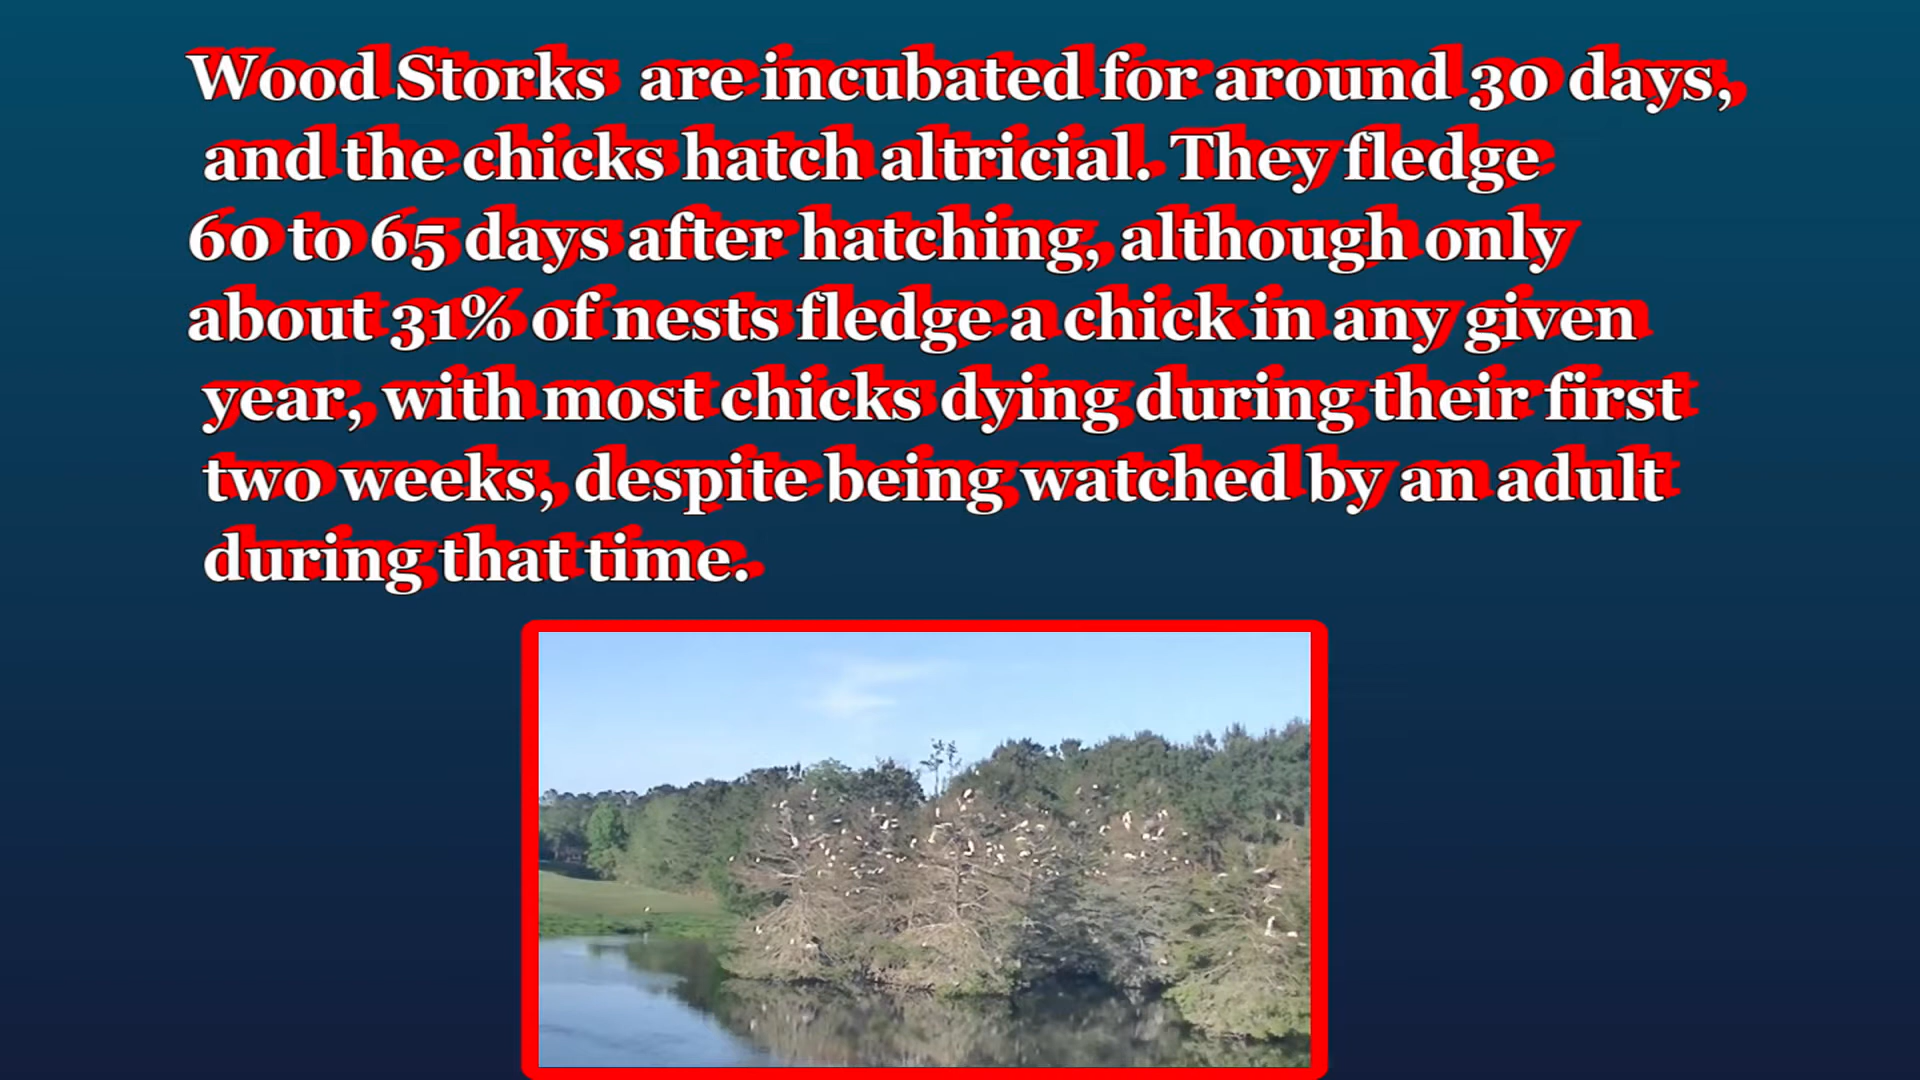 Wood Storks are incubated for around 30 days,
and the chicks hatch altricial. They fledge
60 to 65 days after hatching, although only
about 31% of nests fledge a chick in any given
year, with most chicks dying during their first
two weeks, despite being watched by an adult
during that time.